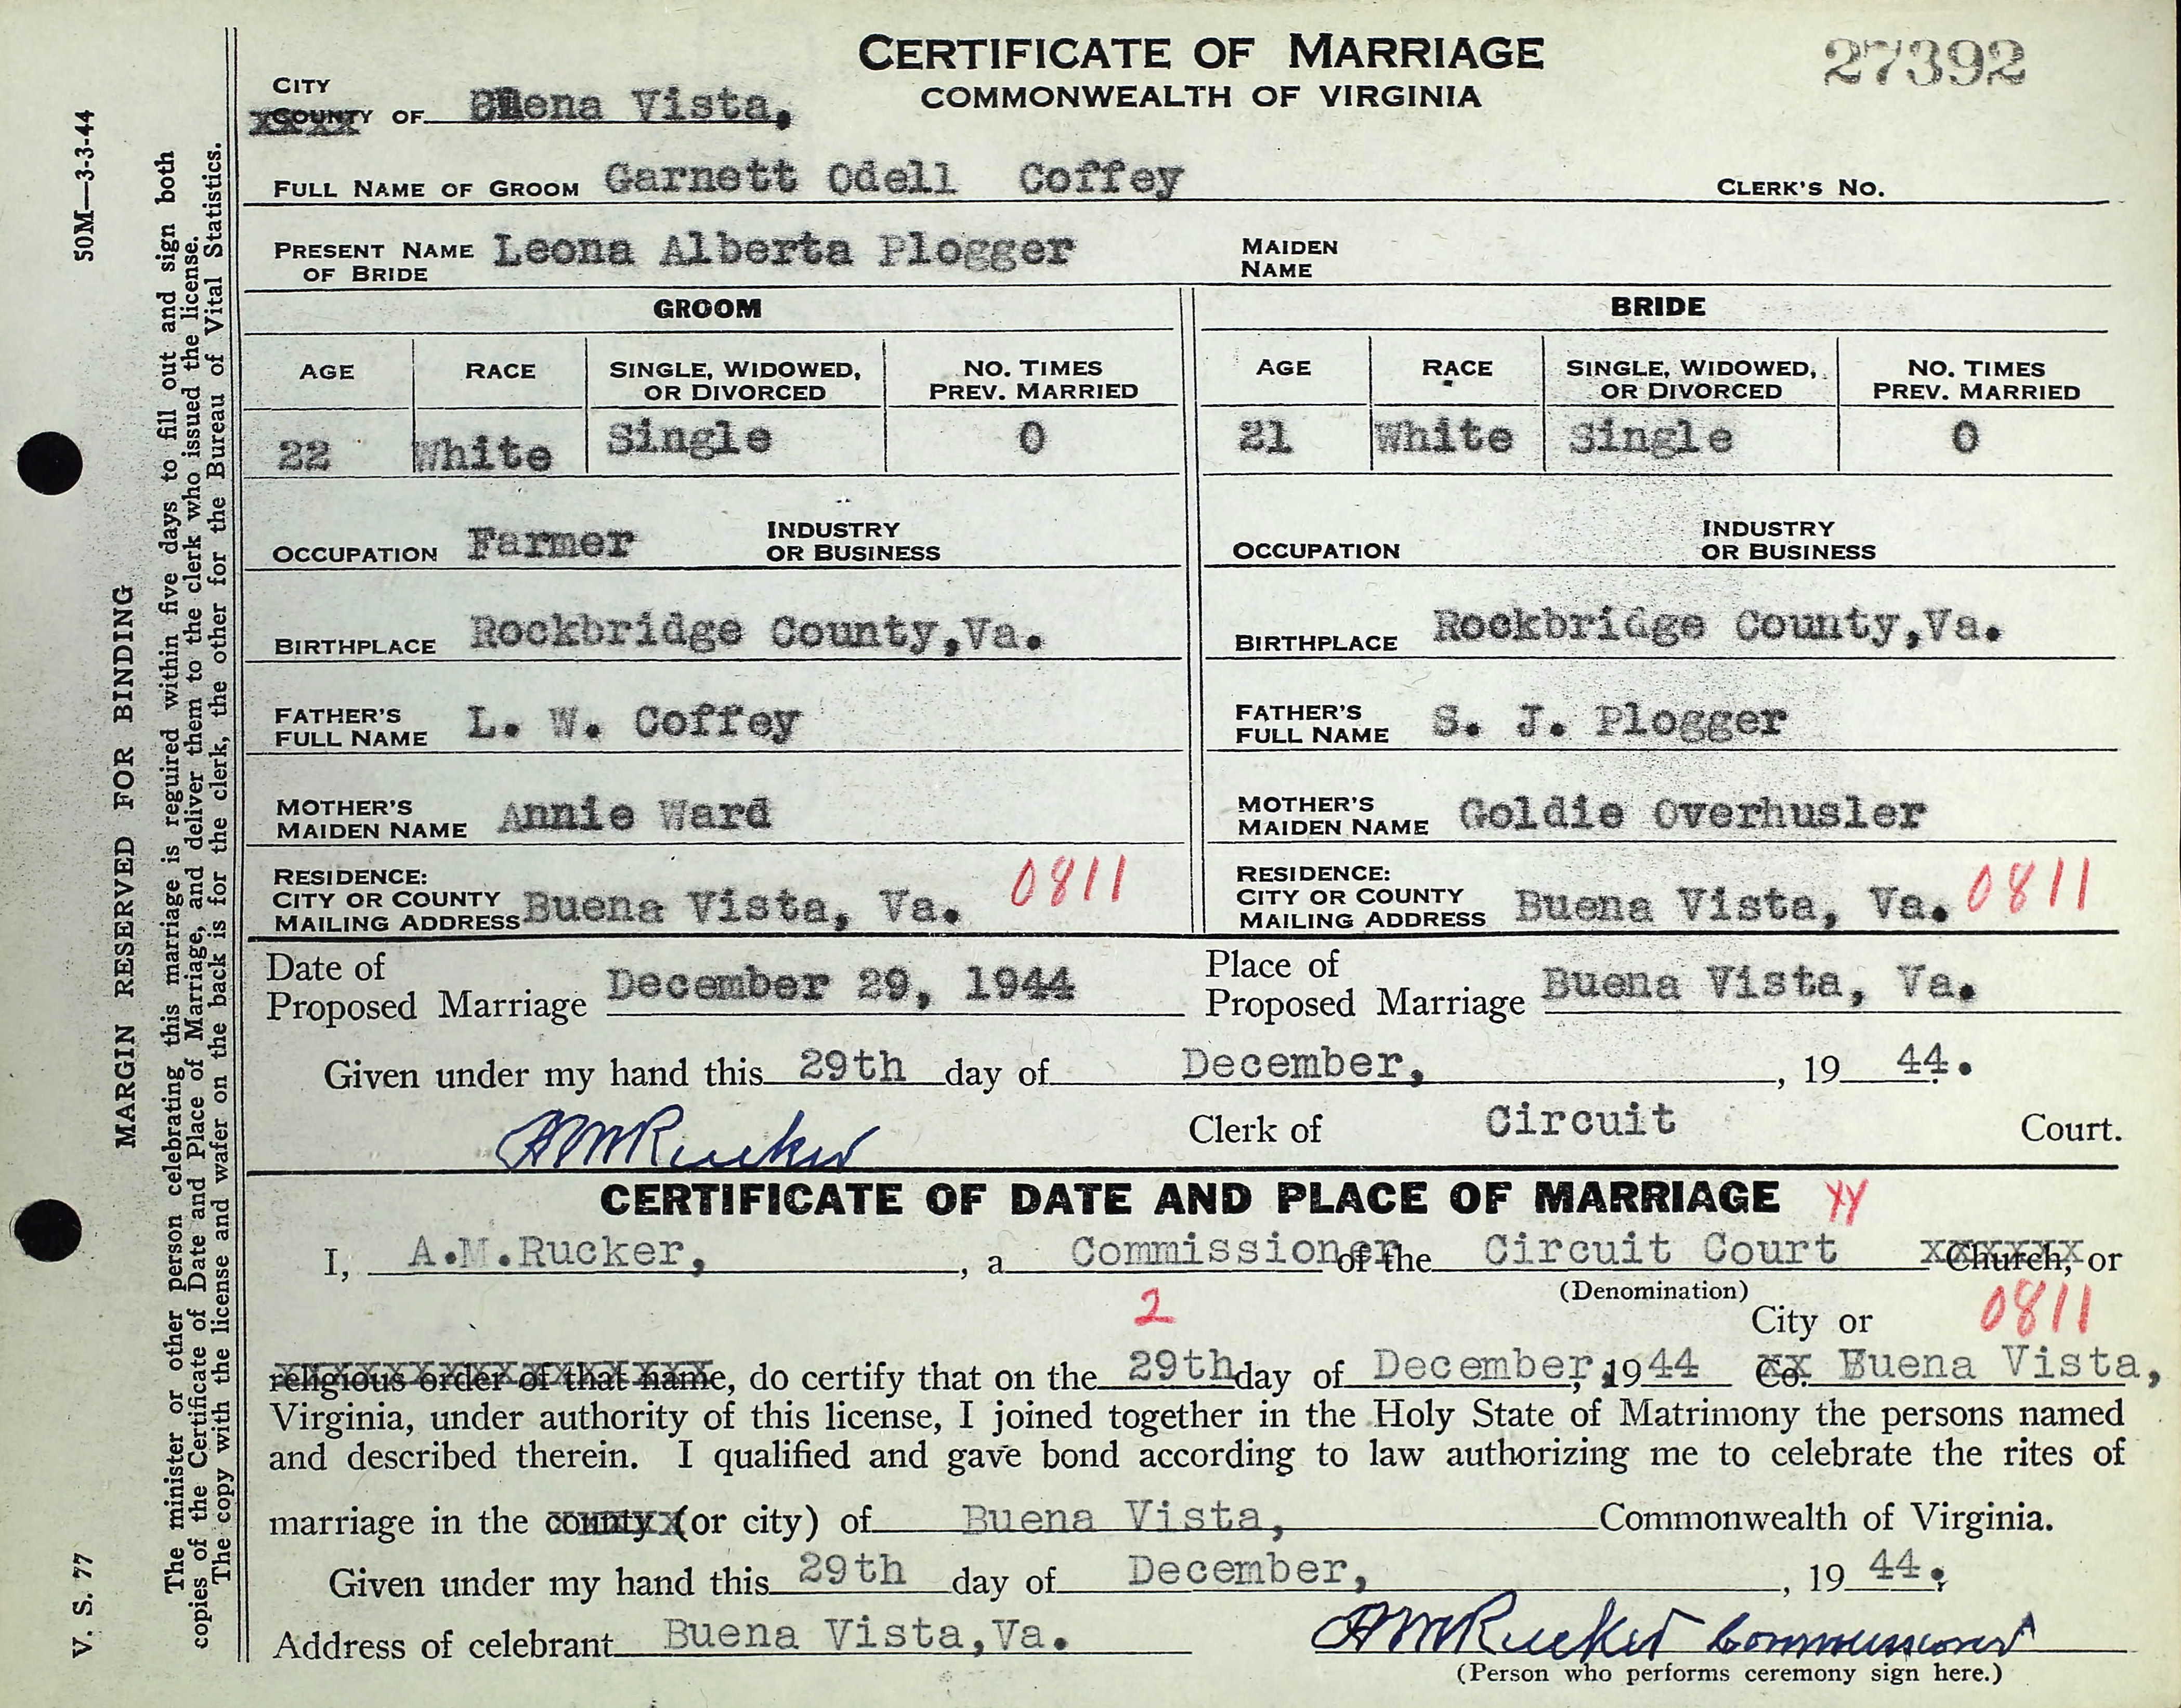 CERTIFICATE OF MARRIAGE
COMMONWEALTH OF VIRGINIA
27392
CITY
COUNTY OF Buena Vista,
FULL NAME OF GROOM Garnett Odell Coffey CLERK'S NO.
PRESENT NAME OF BRIDE Leona Alberta Plogger MAIDEN NAME
GROOM BRIDE
AGE RACE SINGLE, WIDOWED, OR DIVORCED NO. TIMES PREV. MARRIED AGE RACE SINGLE, WIDOWED, OR DIVORCED NO. TIMES PREV. MARRIED
22 White Single 0 21 White Single 0
OCCUPATION Farmer INDUSTRY OR BUSINESS OCCUPATION INDUSTRY OR BUSINESS
BIRTHPLACE Rockbridge County,Va. BIRTHPLACE Rockbridge County,Va.
FATHER'S FULL NAME L. W. Coffey FATHER'S FULL NAME S. J. Plogger
MOTHER'S MAIDEN NAME Annie Ward MOTHER'S MAIDEN NAME Goldie Overhusler
RESIDENCE: CITY OR COUNTY MAILING ADDRESS Buena Vista, Va. 0811 RESIDENCE: CITY OR COUNTY MAILING ADDRESS Buena Vista, Va. 0811
Date of Proposed Marriage December 29, 1944 Place of Proposed Marriage Buena Vista, Va.
Given under my hand this 29th day of December, , 19 44.
A M Rucker Clerk of Circuit Court.
CERTIFICATE OF DATE AND PLACE OF MARRIAGE yy
I, A.M.Rucker, , a Commissioner of the Circuit Court Church, or
(Denomination)
2 City or 0811
religious order of that name, do certify that on the 29th day of December, 1944 Co. Buena Vista,
Virginia, under authority of this license, I joined together in the Holy State of Matrimony the persons named
and described therein. I qualified and gave bond according to law authorizing me to celebrate the rites of
marriage in the county (or city) of Buena Vista, Commonwealth of Virginia.
Given under my hand this 29th day of December, , 19 44.
Address of celebrant Buena Vista,Va. A M Rucker Commissioner
(Person who performs ceremony sign here.)
V. S. 77 MARGIN RESERVED FOR BINDING 50M—3-3-44
The minister or other person celebrating this marriage is required within five days to fill out and sign both
copies of the Certificate of Date and Place of Marriage, and deliver them to the clerk who issued the license.
The copy with the license and wafer on the back is for the clerk, the other for the Bureau of Vital Statistics.